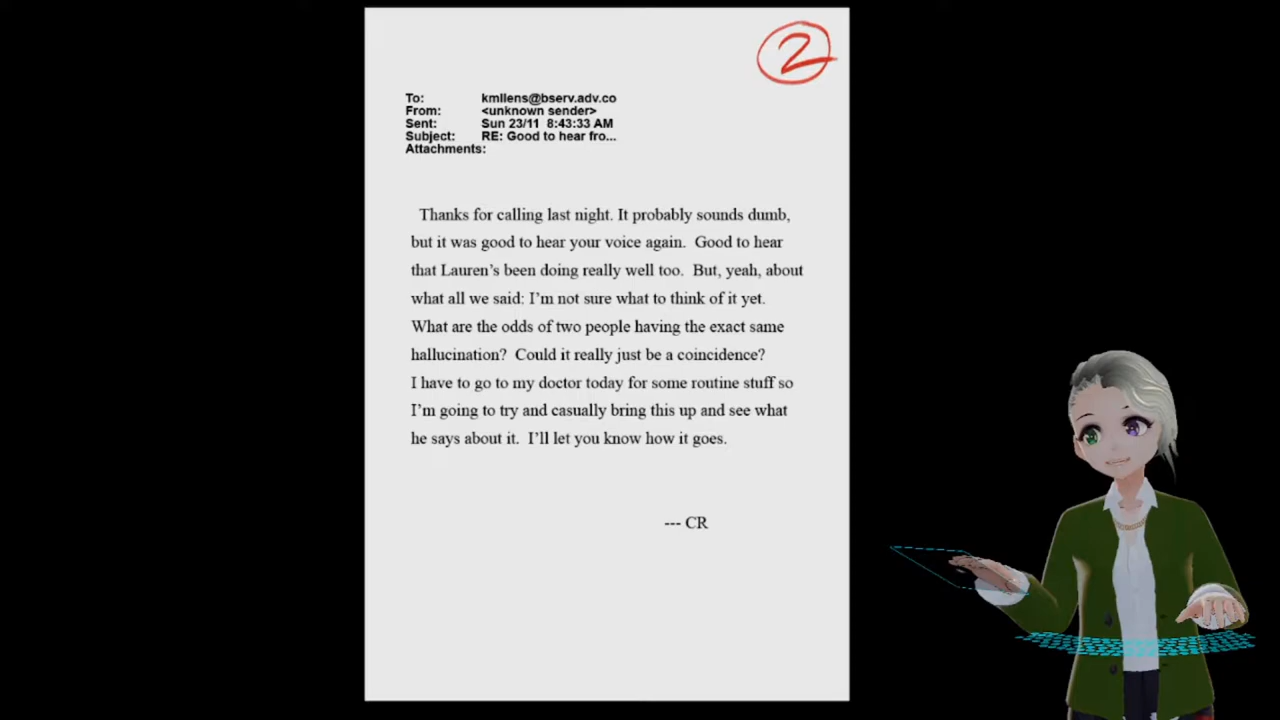 2
To: kmllens@bserv.adv.co
From: <unknown sender>
Sent: Sun 23/11 8:43:33 AM
Subject: RE: Good to hear fro...
Attachments:
Thanks for calling last night. It probably sounds dumb,
but it was good to hear your voice again. Good to hear
that Lauren’s been doing really well too. But, yeah, about
what all we said: I’m not sure what to think of it yet.
What are the odds of two people having the exact same
hallucination? Could it really just be a coincidence?
I have to go to my doctor today for some routine stuff so
I’m going to try and casually bring this up and see what
he says about it. I’ll let you know how it goes.
--- CR